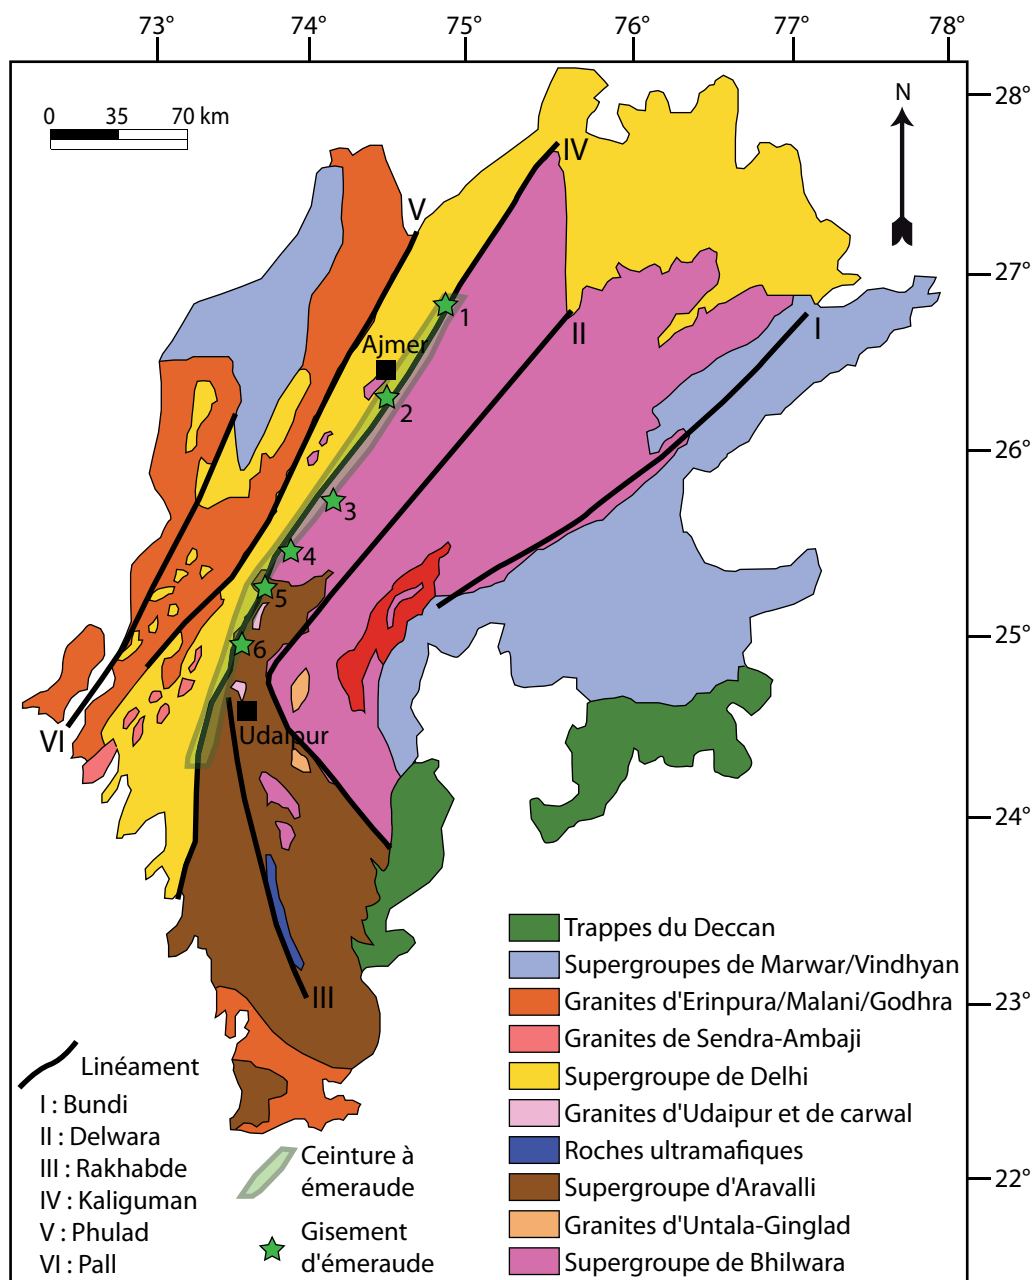 73° 74° 75° 76° 77° 78°
28°
27°
26°
25°
24°
23°
22°
0 35 70 km
N
IV
V
I
II
1
Ajmer
2
3
4
5
6
VI
Udaipur
III
Trappes du Deccan
Supergroupes de Marwar/Vindhyan
Granites d'Erinpura/Malani/Godhra
Granites de Sendra-Ambaji
Supergroupe de Delhi
Granites d'Udaipur et de carwal
Roches ultramafiques
Supergroupe d'Aravalli
Granites d'Untala-Ginglad
Supergroupe de Bhilwara
Linéament
I : Bundi
II : Delwara
III : Rakhabde
IV : Kaliguman
V : Phulad
VI : Pall
Ceinture à
émeraude
Gisement
d'émeraude